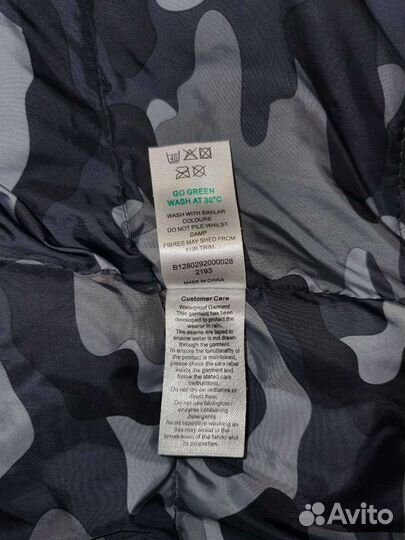 40
GO GREEN
WASH AT 30°C
WASH WITH SIMILAR
COLOURS
DO NOT PILE WHILST
DAMP
FIBRES MAY SHED FROM
FUR TRIM.
B1280292000028
2193
MADE IN CHINA
Customer Care
Waterproof Garment
This garment has been
developed to protect the
wearer in rain.
The seams are taped to
ensure water is not drawn
through the garment
to ensure the functionality of
the product is maintained,
please check the care label
inside the garment and
follow the stated care
instructions.
Do not dry on radiators or
direct heat.
Do not use biological /
enzyme containing
detergents
Avoid repetitive washing as
this may assist in the
breakdown of the fabric and
its properties.
Avito